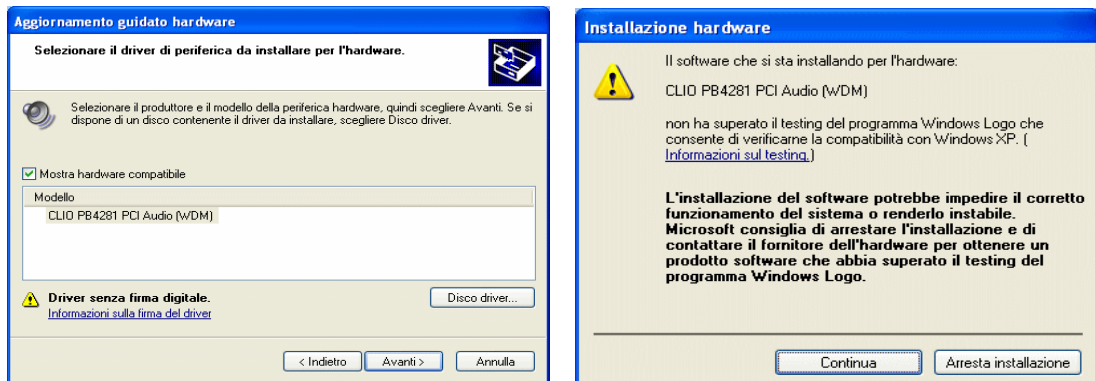 Aggiornamento guidato hardware
Selezionare il driver di periferica da installare per l'hardware.
Selezionare il produttore e il modello della periferica hardware, quindi scegliere Avanti. Se si
dispone di un disco contenente il driver da installare, scegliere Disco driver.
Mostra hardware compatibile
Modello
CLIO PB4281 PCI Audio (WDM)
Driver senza firma digitale.
Informazioni sulla firma del driver
Disco driver...
< Indietro
Avanti >
Annulla
Installazione hardware
Il software che si sta installando per l'hardware:
CLIO PB4281 PCI Audio (WDM)
non ha superato il testing del programma Windows Logo che
consente di verificarne la compatibilità con Windows XP. (
Informazioni sul testing.)
L'installazione del software potrebbe impedire il corretto
funzionamento del sistema o renderlo instabile.
Microsoft consiglia di arrestare l'installazione e di
contattare il fornitore dell'hardware per ottenere un
prodotto software che abbia superato il testing del
programma Windows Logo.
Continua
Arresta installazione